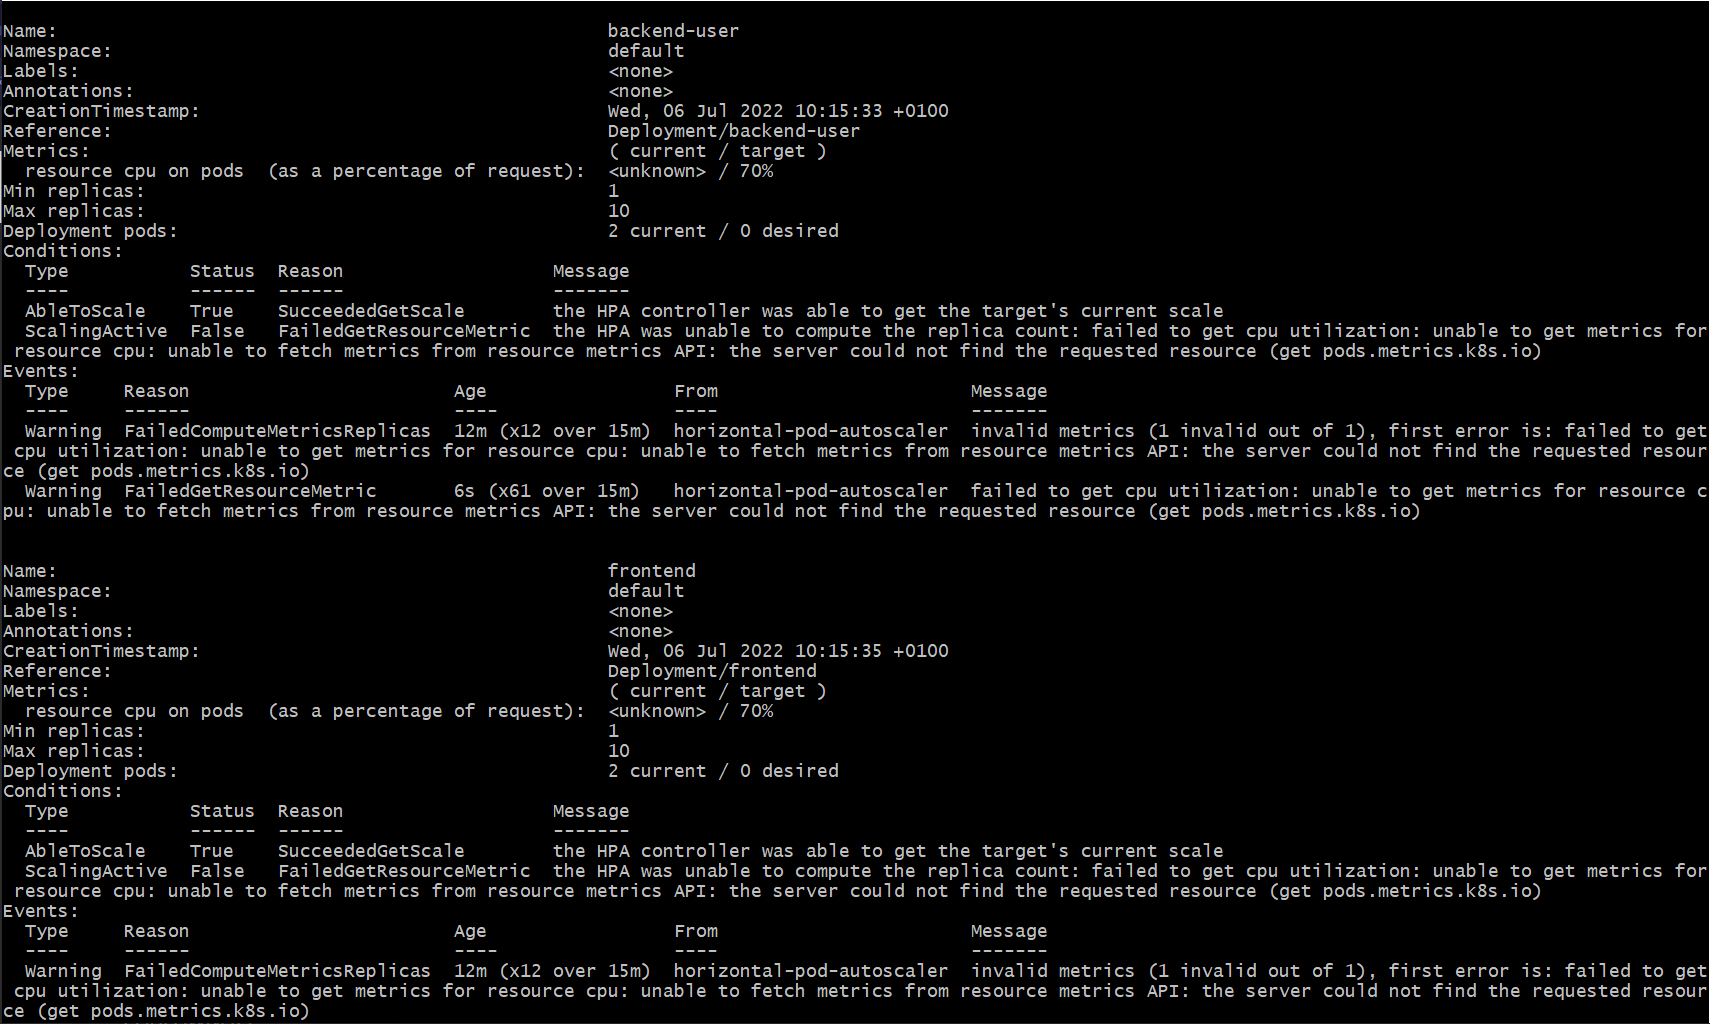 Name:                                                  backend-user
Namespace:                                             default
Labels:                                                <none>
Annotations:                                           <none>
CreationTimestamp:                                     Wed, 06 Jul 2022 10:15:33 +0100
Reference:                                             Deployment/backend-user
Metrics:                                               ( current / target )
  resource cpu on pods  (as a percentage of request):  <unknown> / 70%
Min replicas:                                          1
Max replicas:                                          10
Deployment pods:                                       2 current / 0 desired
Conditions:
  Type           Status  Reason                   Message
  ----           ------  ------                   -------
  AbleToScale    True    SucceededGetScale        the HPA controller was able to get the target's current scale
  ScalingActive  False   FailedGetResourceMetric  the HPA was unable to compute the replica count: failed to get cpu utilization: unable to get metrics for
 resource cpu: unable to fetch metrics from resource metrics API: the server could not find the requested resource (get pods.metrics.k8s.io)
Events:
  Type     Reason                        Age                 From                       Message
  ----     ------                        ----                ----                       -------
  Warning  FailedComputeMetricsReplicas  12m (x12 over 15m)  horizontal-pod-autoscaler  invalid metrics (1 invalid out of 1), first error is: failed to get
 cpu utilization: unable to get metrics for resource cpu: unable to fetch metrics from resource metrics API: the server could not find the requested resour
ce (get pods.metrics.k8s.io)
  Warning  FailedGetResourceMetric       6s (x61 over 15m)   horizontal-pod-autoscaler  failed to get cpu utilization: unable to get metrics for resource c
pu: unable to fetch metrics from resource metrics API: the server could not find the requested resource (get pods.metrics.k8s.io)
Name:                                                  frontend
Namespace:                                             default
Labels:                                                <none>
Annotations:                                           <none>
CreationTimestamp:                                     Wed, 06 Jul 2022 10:15:35 +0100
Reference:                                             Deployment/frontend
Metrics:                                               ( current / target )
  resource cpu on pods  (as a percentage of request):  <unknown> / 70%
Min replicas:                                          1
Max replicas:                                          10
Deployment pods:                                       2 current / 0 desired
Conditions:
  Type           Status  Reason                   Message
  ----           ------  ------                   -------
  AbleToScale    True    SucceededGetScale        the HPA controller was able to get the target's current scale
  ScalingActive  False   FailedGetResourceMetric  the HPA was unable to compute the replica count: failed to get cpu utilization: unable to get metrics for
 resource cpu: unable to fetch metrics from resource metrics API: the server could not find the requested resource (get pods.metrics.k8s.io)
Events:
  Type     Reason                        Age                 From                       Message
  ----     ------                        ----                ----                       -------
  Warning  FailedComputeMetricsReplicas  12m (x12 over 15m)  horizontal-pod-autoscaler  invalid metrics (1 invalid out of 1), first error is: failed to get
 cpu utilization: unable to get metrics for resource cpu: unable to fetch metrics from resource metrics API: the server could not find the requested resour
ce (get pods.metrics.k8s.io)